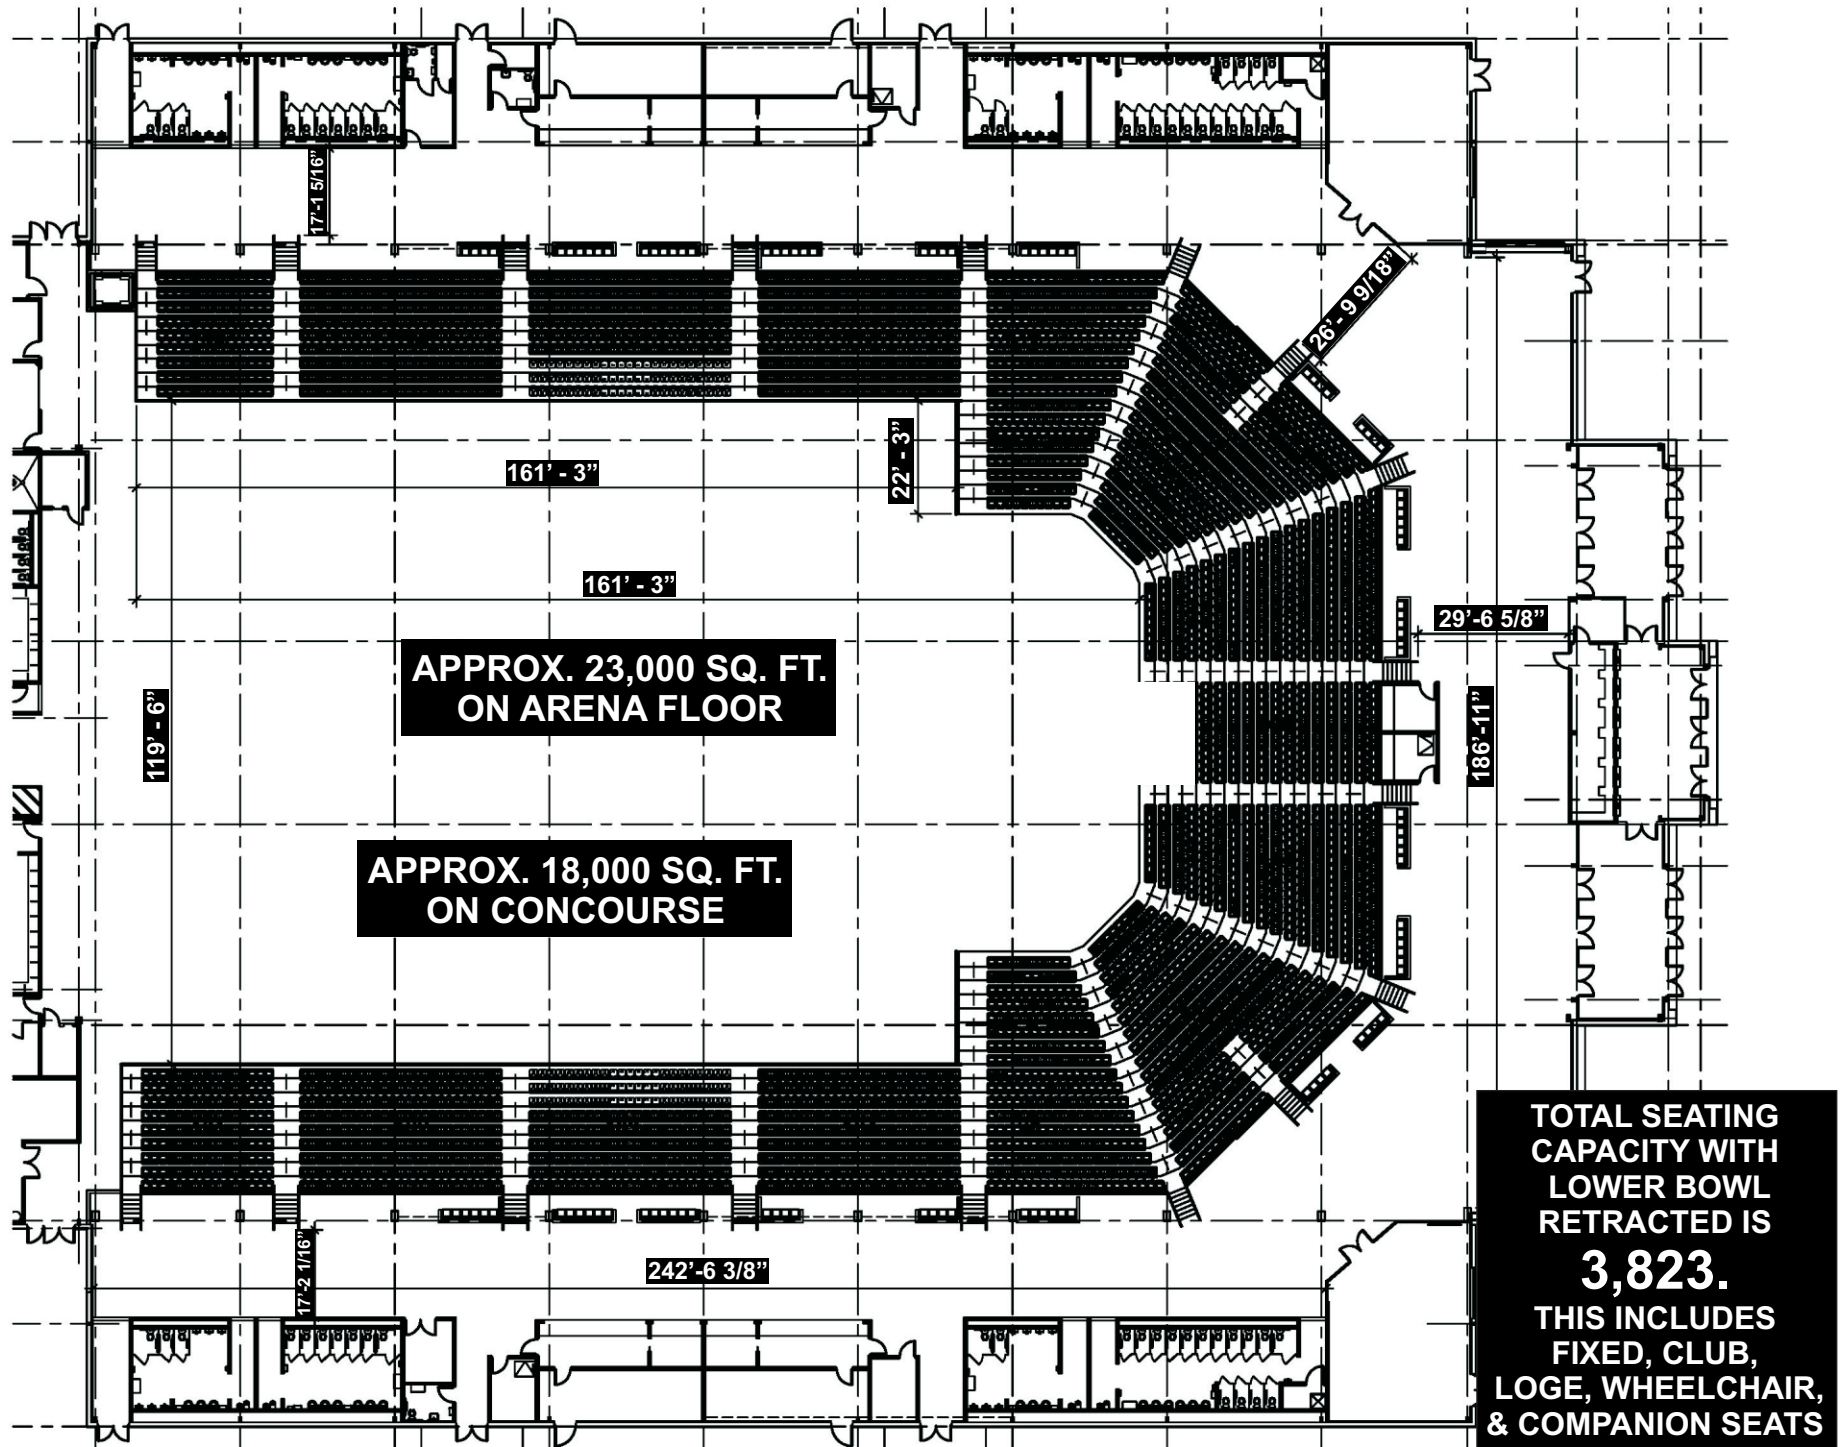 17'-1 5/16"
26' - 9 9/18"
161' - 3"
22' - 3"
161' - 3"
29'-6 5/8"
APPROX. 23,000 SQ. FT.
ON ARENA FLOOR
119' - 6"
186'-11"
APPROX. 18,000 SQ. FT.
ON CONCOURSE
17'-2 1/16"
242'-6 3/8"
TOTAL SEATING
CAPACITY WITH
LOWER BOWL
RETRACTED IS
3,823.
THIS INCLUDES
FIXED, CLUB,
LOGE, WHEELCHAIR,
& COMPANION SEATS